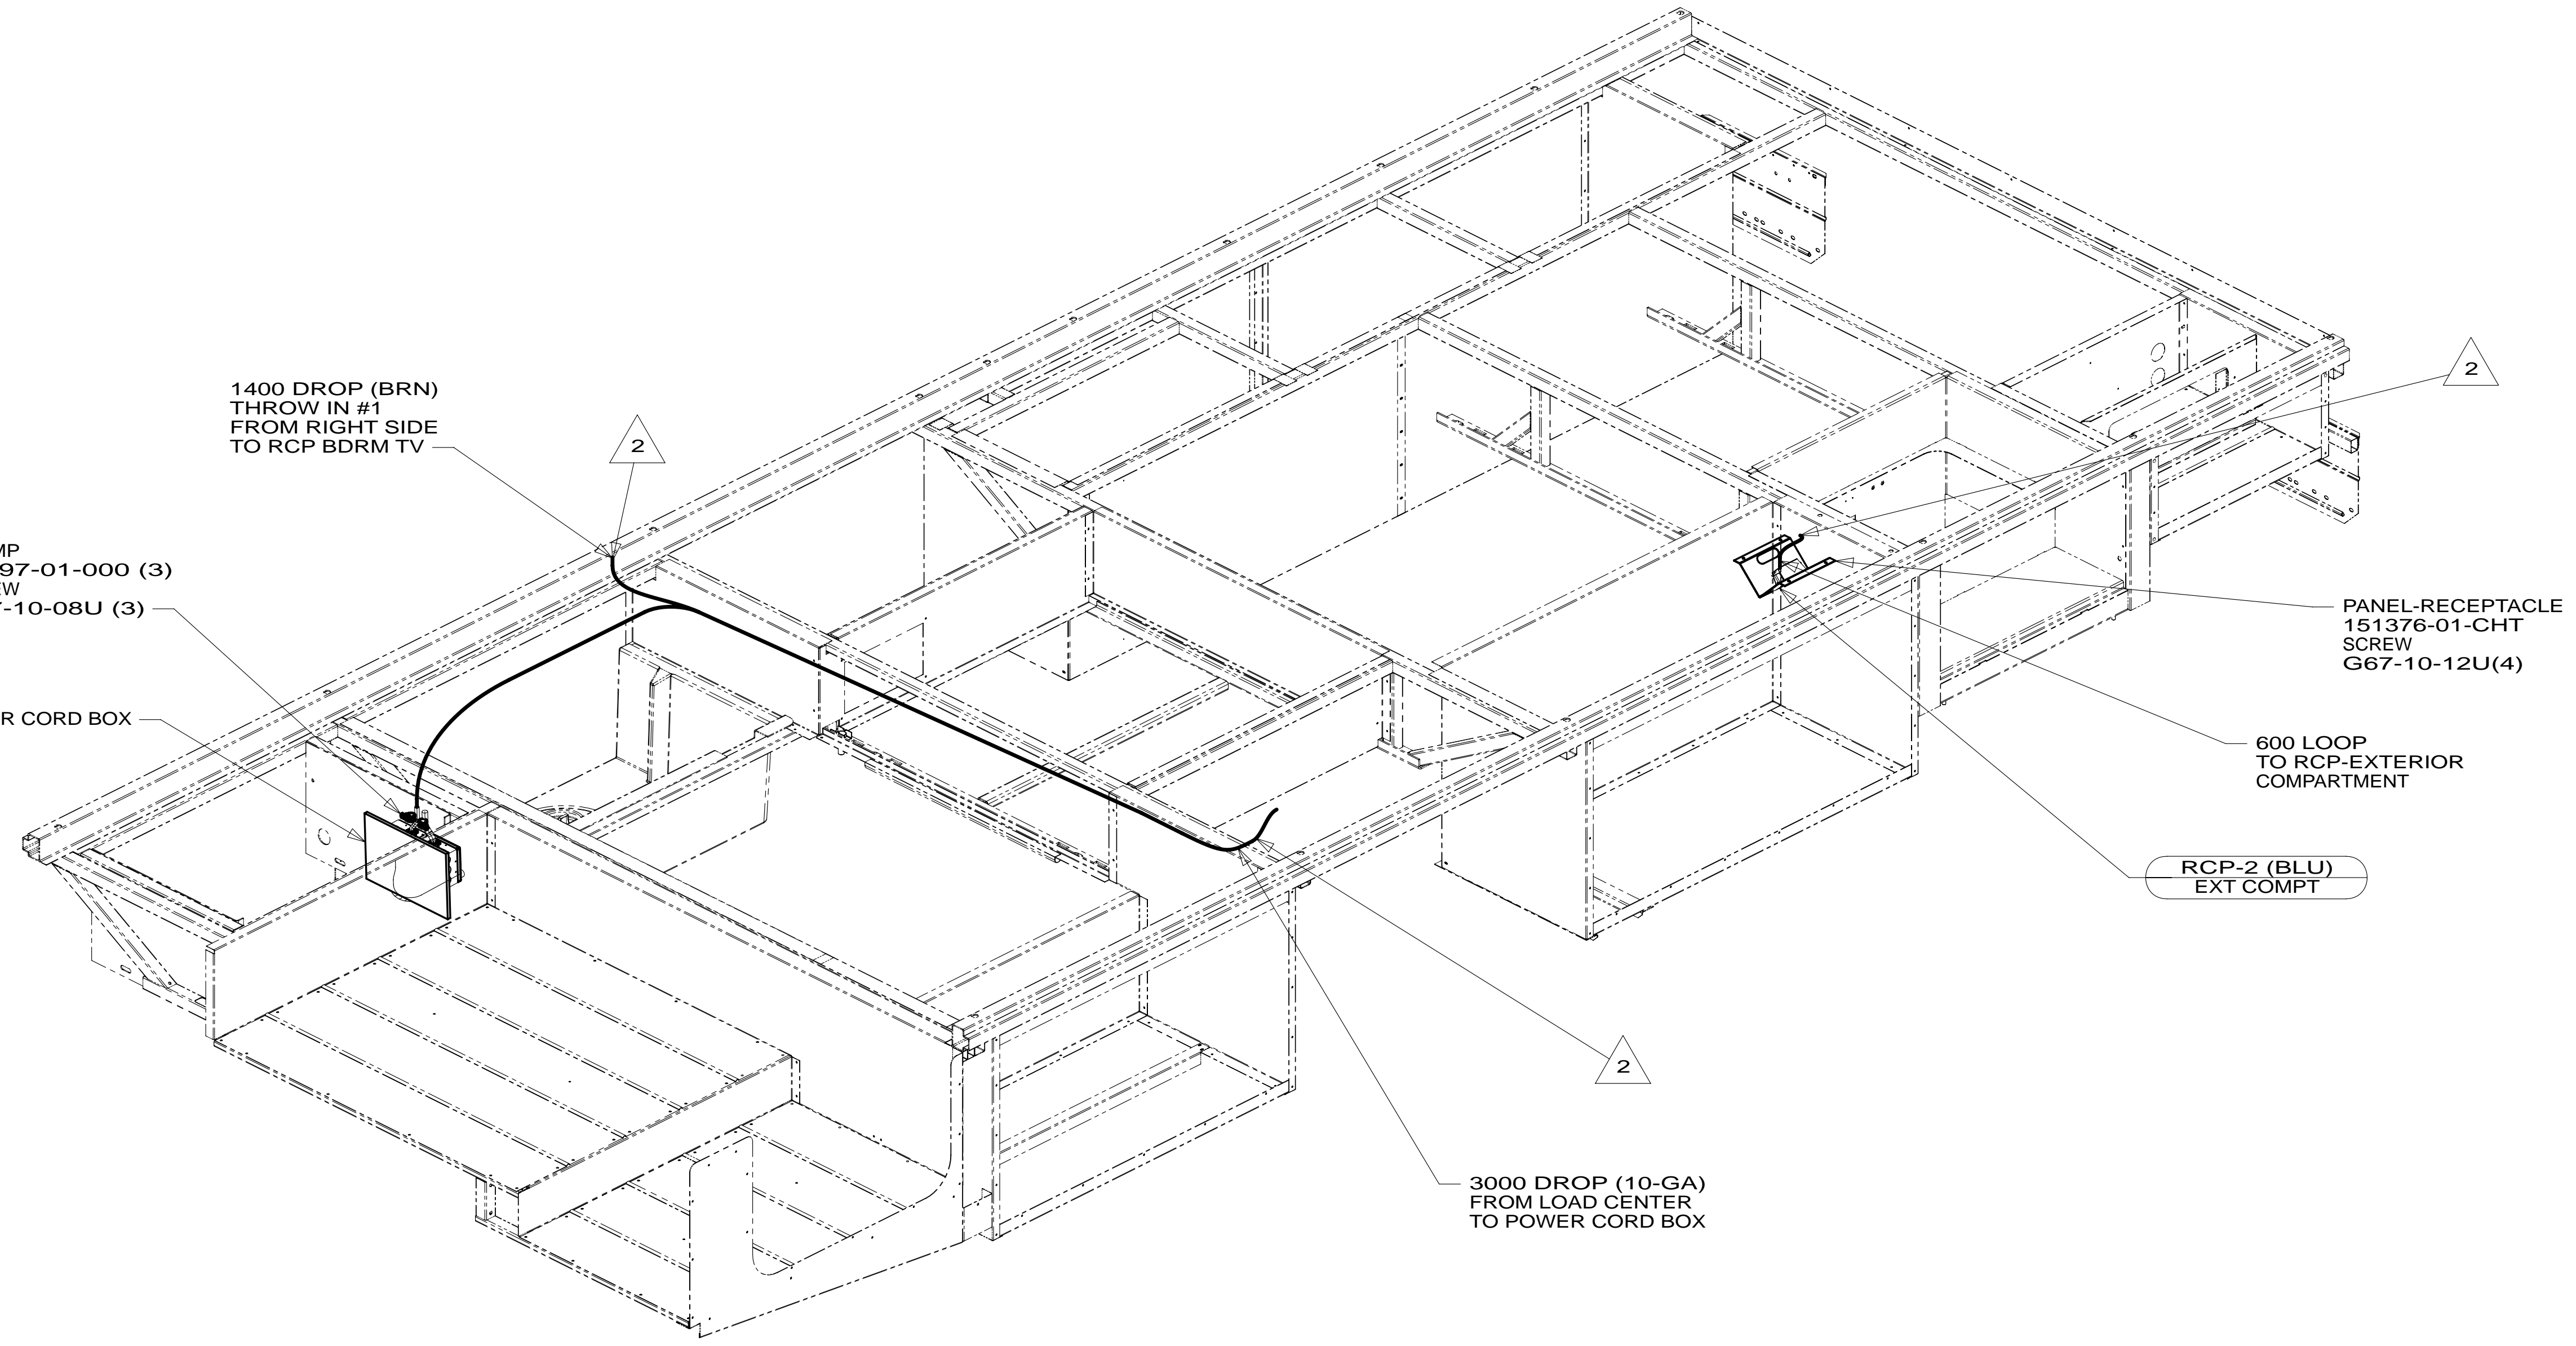 1400 DROP (BRN)
THROW IN #1
FROM RIGHT SIDE
TO RCP BDRM TV
2
2
97-01-000 (3)
-10-08U (3)
CORD BOX
PANEL-RECEPTACLE
151376-01-CHT
SCREW
G67-10-12U(4)
600 LOOP
TO RCP-EXTERIOR
COMPARTMENT
RCP-2 (BLU)
EXT COMPT
2
3000 DROP (10-GA)
FROM LOAD CENTER
TO POWER CORD BOX